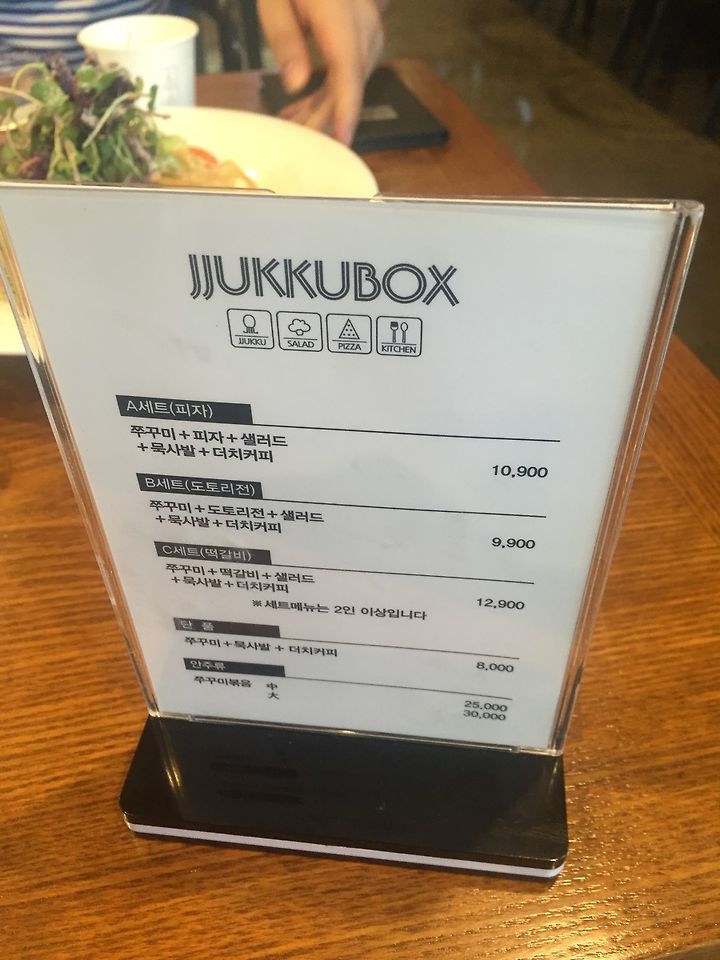 JJUKKUBOX
JJUKKU SALAD PIZZA KITCHEN
A세트(피자)
쭈꾸미+피자+샐러드
+묵사발+더치커피
10,900
B세트(도토리전)
쭈꾸미+도토리전+샐러드
+묵사발+더치커피
9,900
C세트(떡갈비)
쭈꾸미+떡갈비+샐러드
+묵사발+더치커피
12,900
※세트메뉴는 2인 이상입니다
단 품
쭈꾸미+묵사발 + 더치커피
8,000
안주류
쭈꾸미볶음 中 25,000
大 30,000